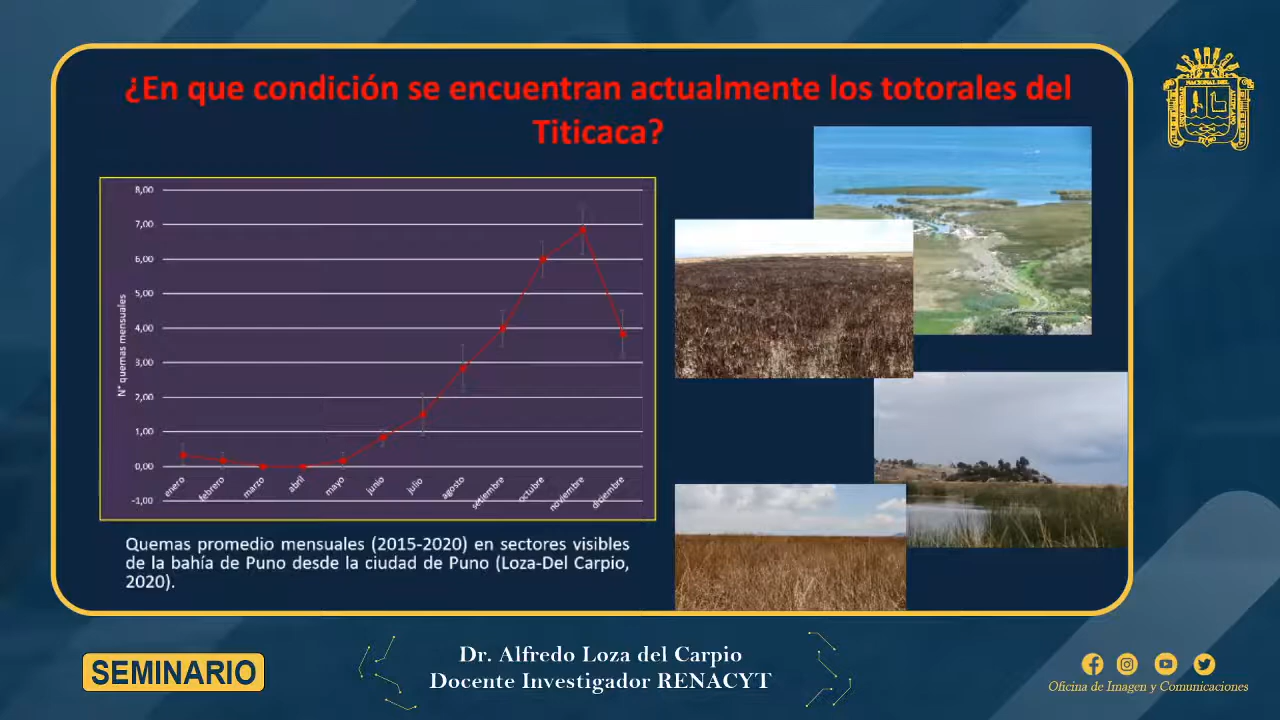 ¿En que condición se encuentran actualmente los totorales del
Titicaca?
N° quemas mensuales
8,00
7,00
6,00
5,00
4,00
3,00
2,00
1,00
0,00
-1,00
enero
febrero
marzo
abril
mayo
junio
julio
agosto
setiembre
octubre
noviembre
diciembre
Quemas promedio mensuales (2015-2020) en sectores visibles
de la bahía de Puno desde la ciudad de Puno (Loza-Del Carpio,
2020).
SEMINARIO
Dr. Alfredo Loza del Carpio
Docente Investigador RENACYT
Oficina de Imagen y Comunicaciones